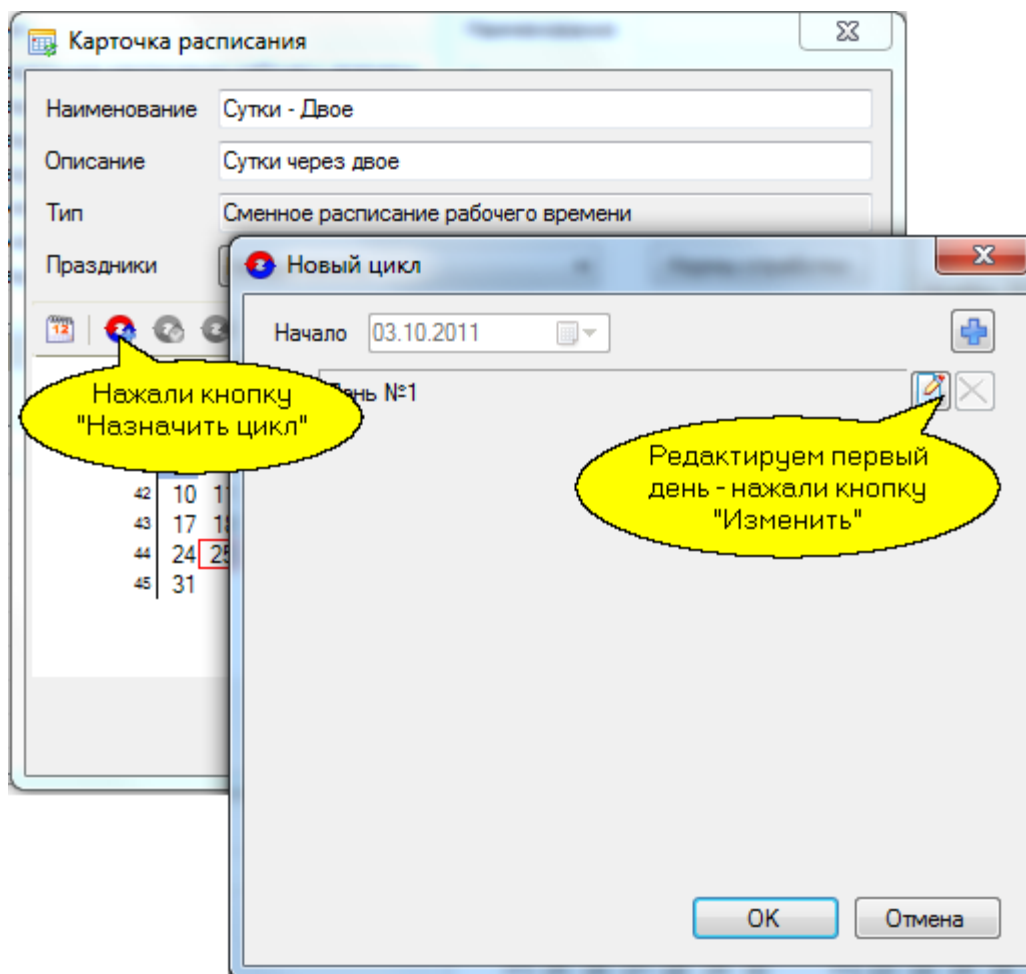 Карточка расписания
Наименование Сутки - Двое
Описание Сутки через двое
Тип Сменное расписание рабочего времени
Праздники
Новый цикл
12
Начало 03.10.2011
№1
Нажали кнопку
"Назначить цикл"
Редактируем первый
день - нажали кнопку
"Изменить"
42 10
43 17
44 24 25
45 31
OK Отмена